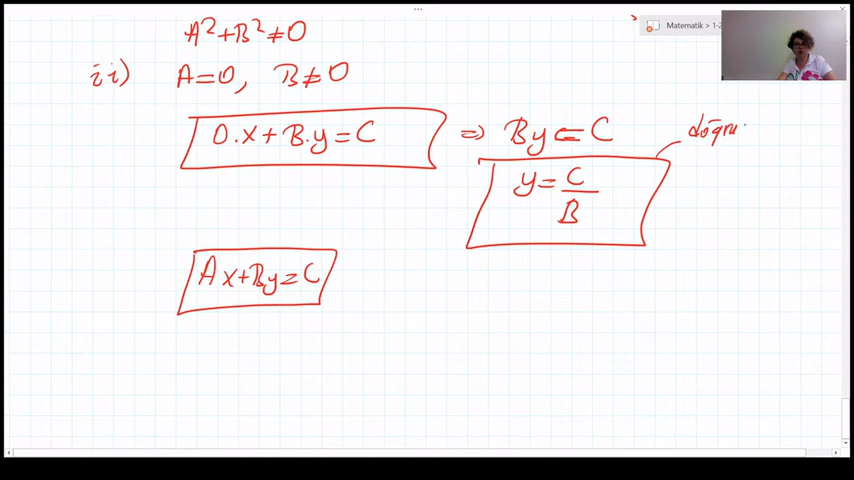 A²+B²≠0
Matematik > 1-2
ii) A=0, B≠0
0.x+B.y=C ⇒ By=C
doğru
y=C/B
Ax+By=C